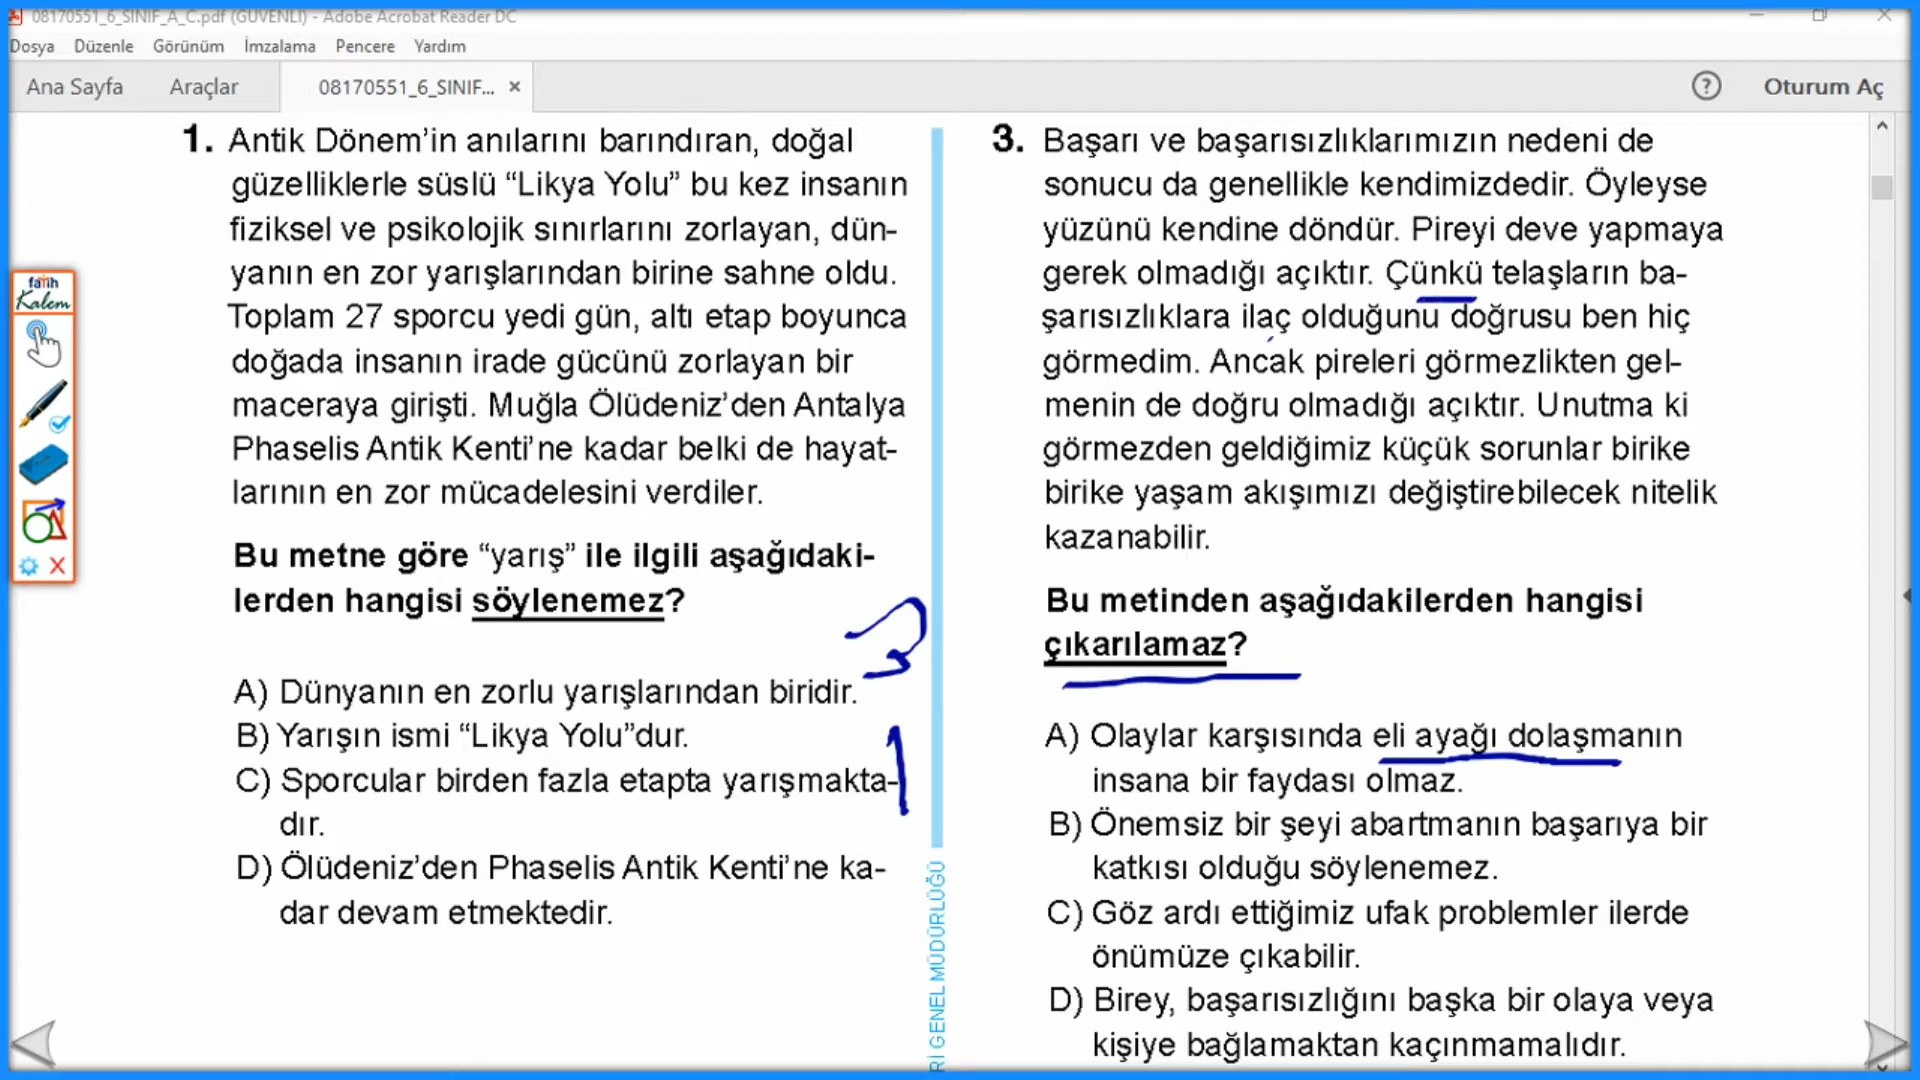 08170551_6_SINIF_A_C.pdf (GÜVENLİ) - Adobe Acrobat Reader DC
Dosya Düzenle Görünüm İmzalama Pencere Yardım
Ana Sayfa Araçlar 08170551_6_SINIF... × ? Oturum Aç
fatih
Kalem
1. Antik Dönem’in anılarını barındıran, doğal
güzelliklerle süslü “Likya Yolu” bu kez insanın
fiziksel ve psikolojik sınırlarını zorlayan, dün-
yanın en zor yarışlarından birine sahne oldu.
Toplam 27 sporcu yedi gün, altı etap boyunca
doğada insanın irade gücünü zorlayan bir
maceraya girişti. Muğla Ölüdeniz’den Antalya
Phaselis Antik Kenti’ne kadar belki de hayat-
larının en zor mücadelesini verdiler.
Bu metne göre “yarış” ile ilgili aşağıdaki-
lerden hangisi söylenemez?
A) Dünyanın en zorlu yarışlarından biridir.
B) Yarışın ismi “Likya Yolu”dur.
C) Sporcular birden fazla etapta yarışmakta-
dır.
D) Ölüdeniz’den Phaselis Antik Kenti’ne ka-
dar devam etmektedir.
Rİ GENEL MÜDÜRLÜĞÜ
3. Başarı ve başarısızlıklarımızın nedeni de
sonucu da genellikle kendimizdedir. Öyleyse
yüzünü kendine döndür. Pireyi deve yapmaya
gerek olmadığı açıktır. Çünkü telaşların ba-
şarısızlıklara ilaç olduğunu doğrusu ben hiç
görmedim. Ancak pireleri görmezlikten gel-
menin de doğru olmadığı açıktır. Unutma ki
görmezden geldiğimiz küçük sorunlar birike
birike yaşam akışımızı değiştirebilecek nitelik
kazanabilir.
Bu metinden aşağıdakilerden hangisi
çıkarılamaz?
A) Olaylar karşısında eli ayağı dolaşmanın
insana bir faydası olmaz.
B) Önemsiz bir şeyi abartmanın başarıya bir
katkısı olduğu söylenemez.
C) Göz ardı ettiğimiz ufak problemler ilerde
önümüze çıkabilir.
D) Birey, başarısızlığını başka bir olaya veya
kişiye bağlamaktan kaçınmamalıdır.